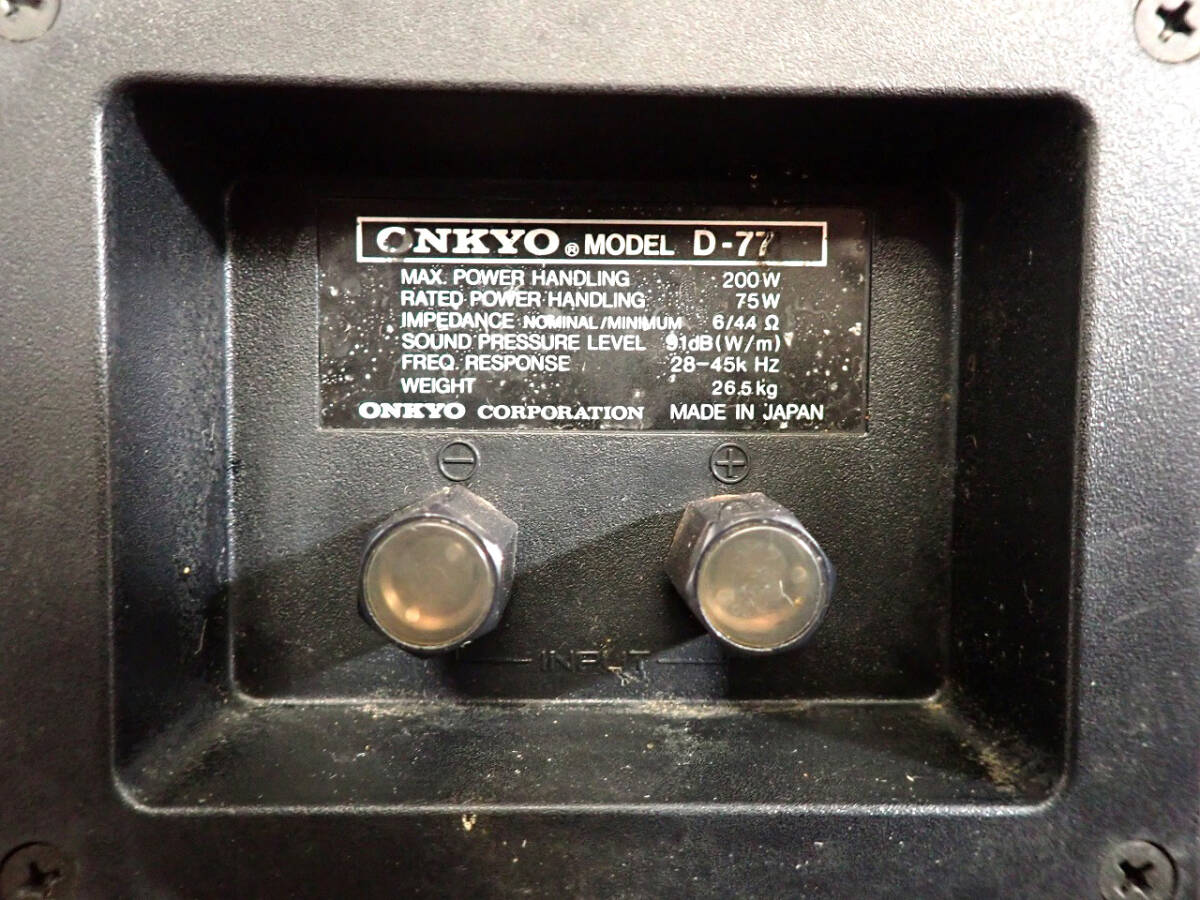 ONKYO® MODEL D-77
MAX. POWER HANDLING 200W
RATED POWER HANDLING 75W
IMPEDANCE NOMINAL/MINIMUM 6/4.4 Ω
SOUND PRESSURE LEVEL 91dB(W/m)
FREQ. RESPONSE 28-45k Hz
WEIGHT 26.5kg
ONKYO CORPORATION MADE IN JAPAN
− +
INPUT